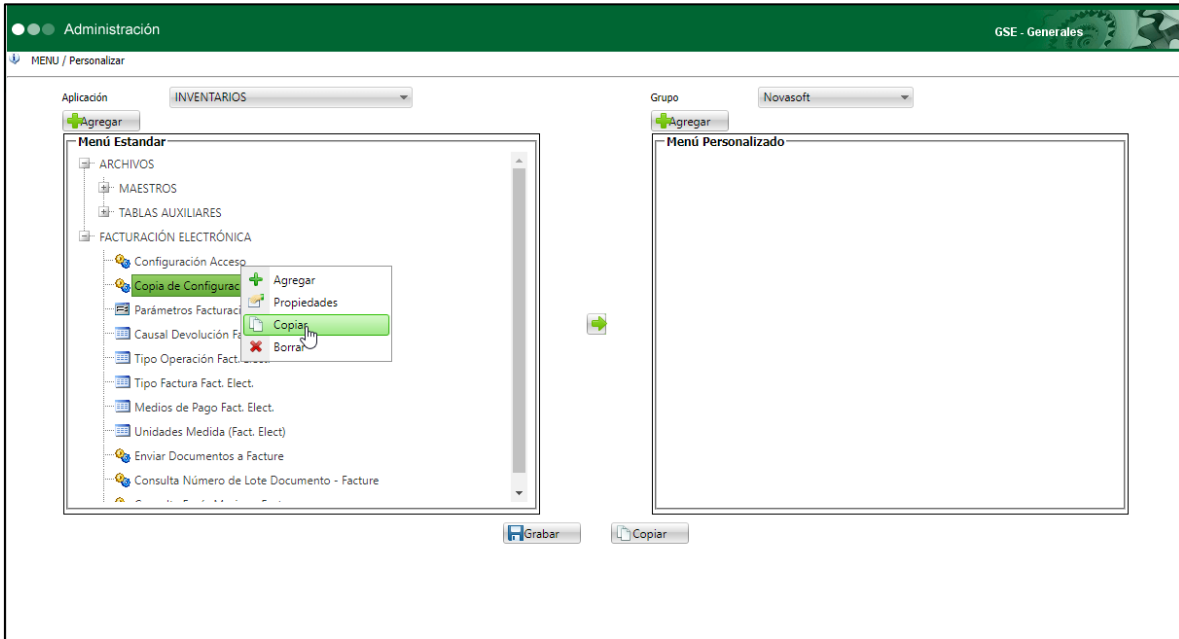 Administración
GSE - Generales
MENU / Personalizar
Aplicación INVENTARIOS Grupo Novasoft
Agregar Agregar
Menú Estandar Menú Personalizado
ARCHIVOS
MAESTROS
TABLAS AUXILIARES
FACTURACIÓN ELECTRÓNICA
Configuración Acceso
Copia de Configurac
Agregar
Propiedades
Copiar
Borrar
Parámetros Facturaci
Causal Devolución Fa
Tipo Operación Fact. Elect.
Tipo Factura Fact. Elect.
Medios de Pago Fact. Elect.
Unidades Medida (Fact. Elect)
Enviar Documentos a Facture
Consulta Número de Lote Documento - Facture
Grabar Copiar